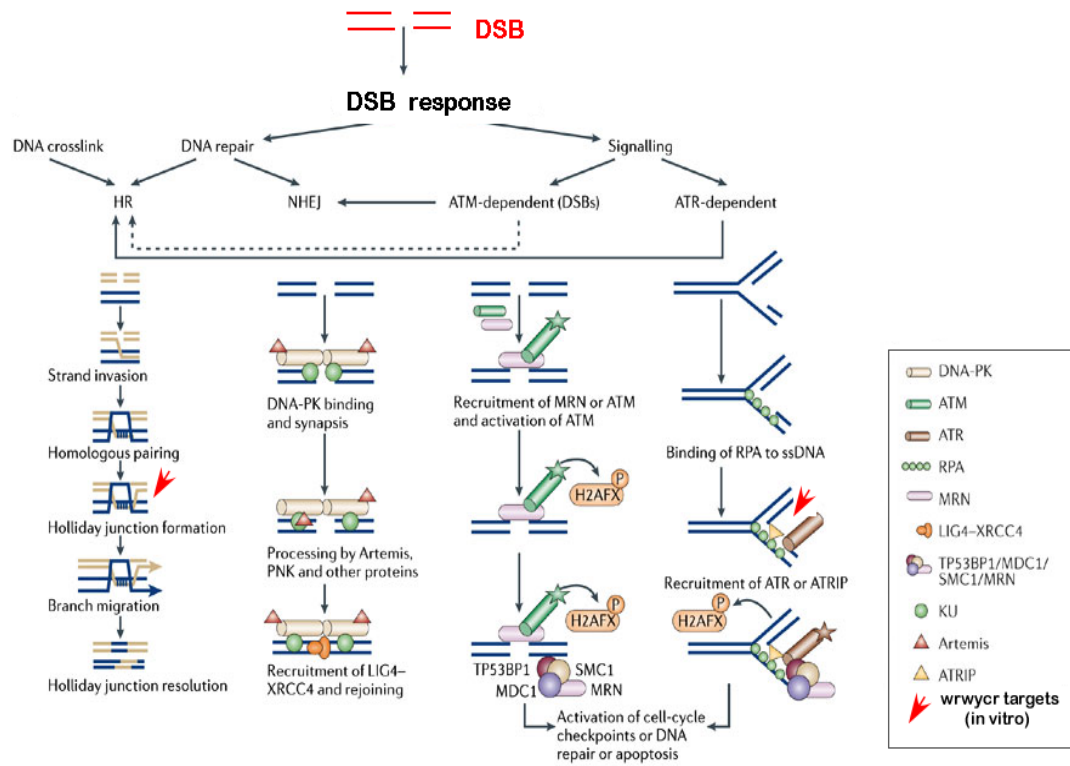 DSB
DSB response
DNA crosslink
DNA repair
Signalling
HR
NHEJ
ATM-dependent (DSBs)
ATR-dependent
Strand invasion
Homologous pairing
Holliday junction formation
Branch migration
Holliday junction resolution
DNA-PK binding
and synapsis
Processing by Artemis,
PNK and other proteins
Recruitment of LIG4–
XRCC4 and rejoining
Recruitment of MRN or ATM
and activation of ATM
P
H2AFX
P
H2AFX
TP53BP1
SMC1
MDC1
MRN
Binding of RPA to ssDNA
Recruitment of ATR or ATRIP
P
H2AFX
Activation of cell-cycle
checkpoints or DNA
repair or apoptosis
DNA-PK
ATM
ATR
RPA
MRN
LIG4–XRCC4
TP53BP1/MDC1/
SMC1/MRN
KU
Artemis
ATRIP
wrwycr targets
(in vitro)